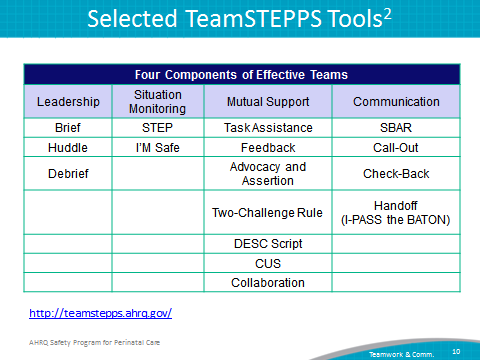 Selected TeamSTEPPS Tools2
Four Components of Effective Teams
Leadership Situation Monitoring Mutual Support Communication
Brief STEP Task Assistance SBAR
Huddle I'M Safe Feedback Call-Out
Debrief Advocacy and Assertion Check-Back
Two-Challenge Rule Handoff (I-PASS the BATON)
DESC Script
CUS
Collaboration
http://teamstepps.ahrq.gov/
AHRQ Safety Program for Perinatal Care
Teamwork & Comm. 10